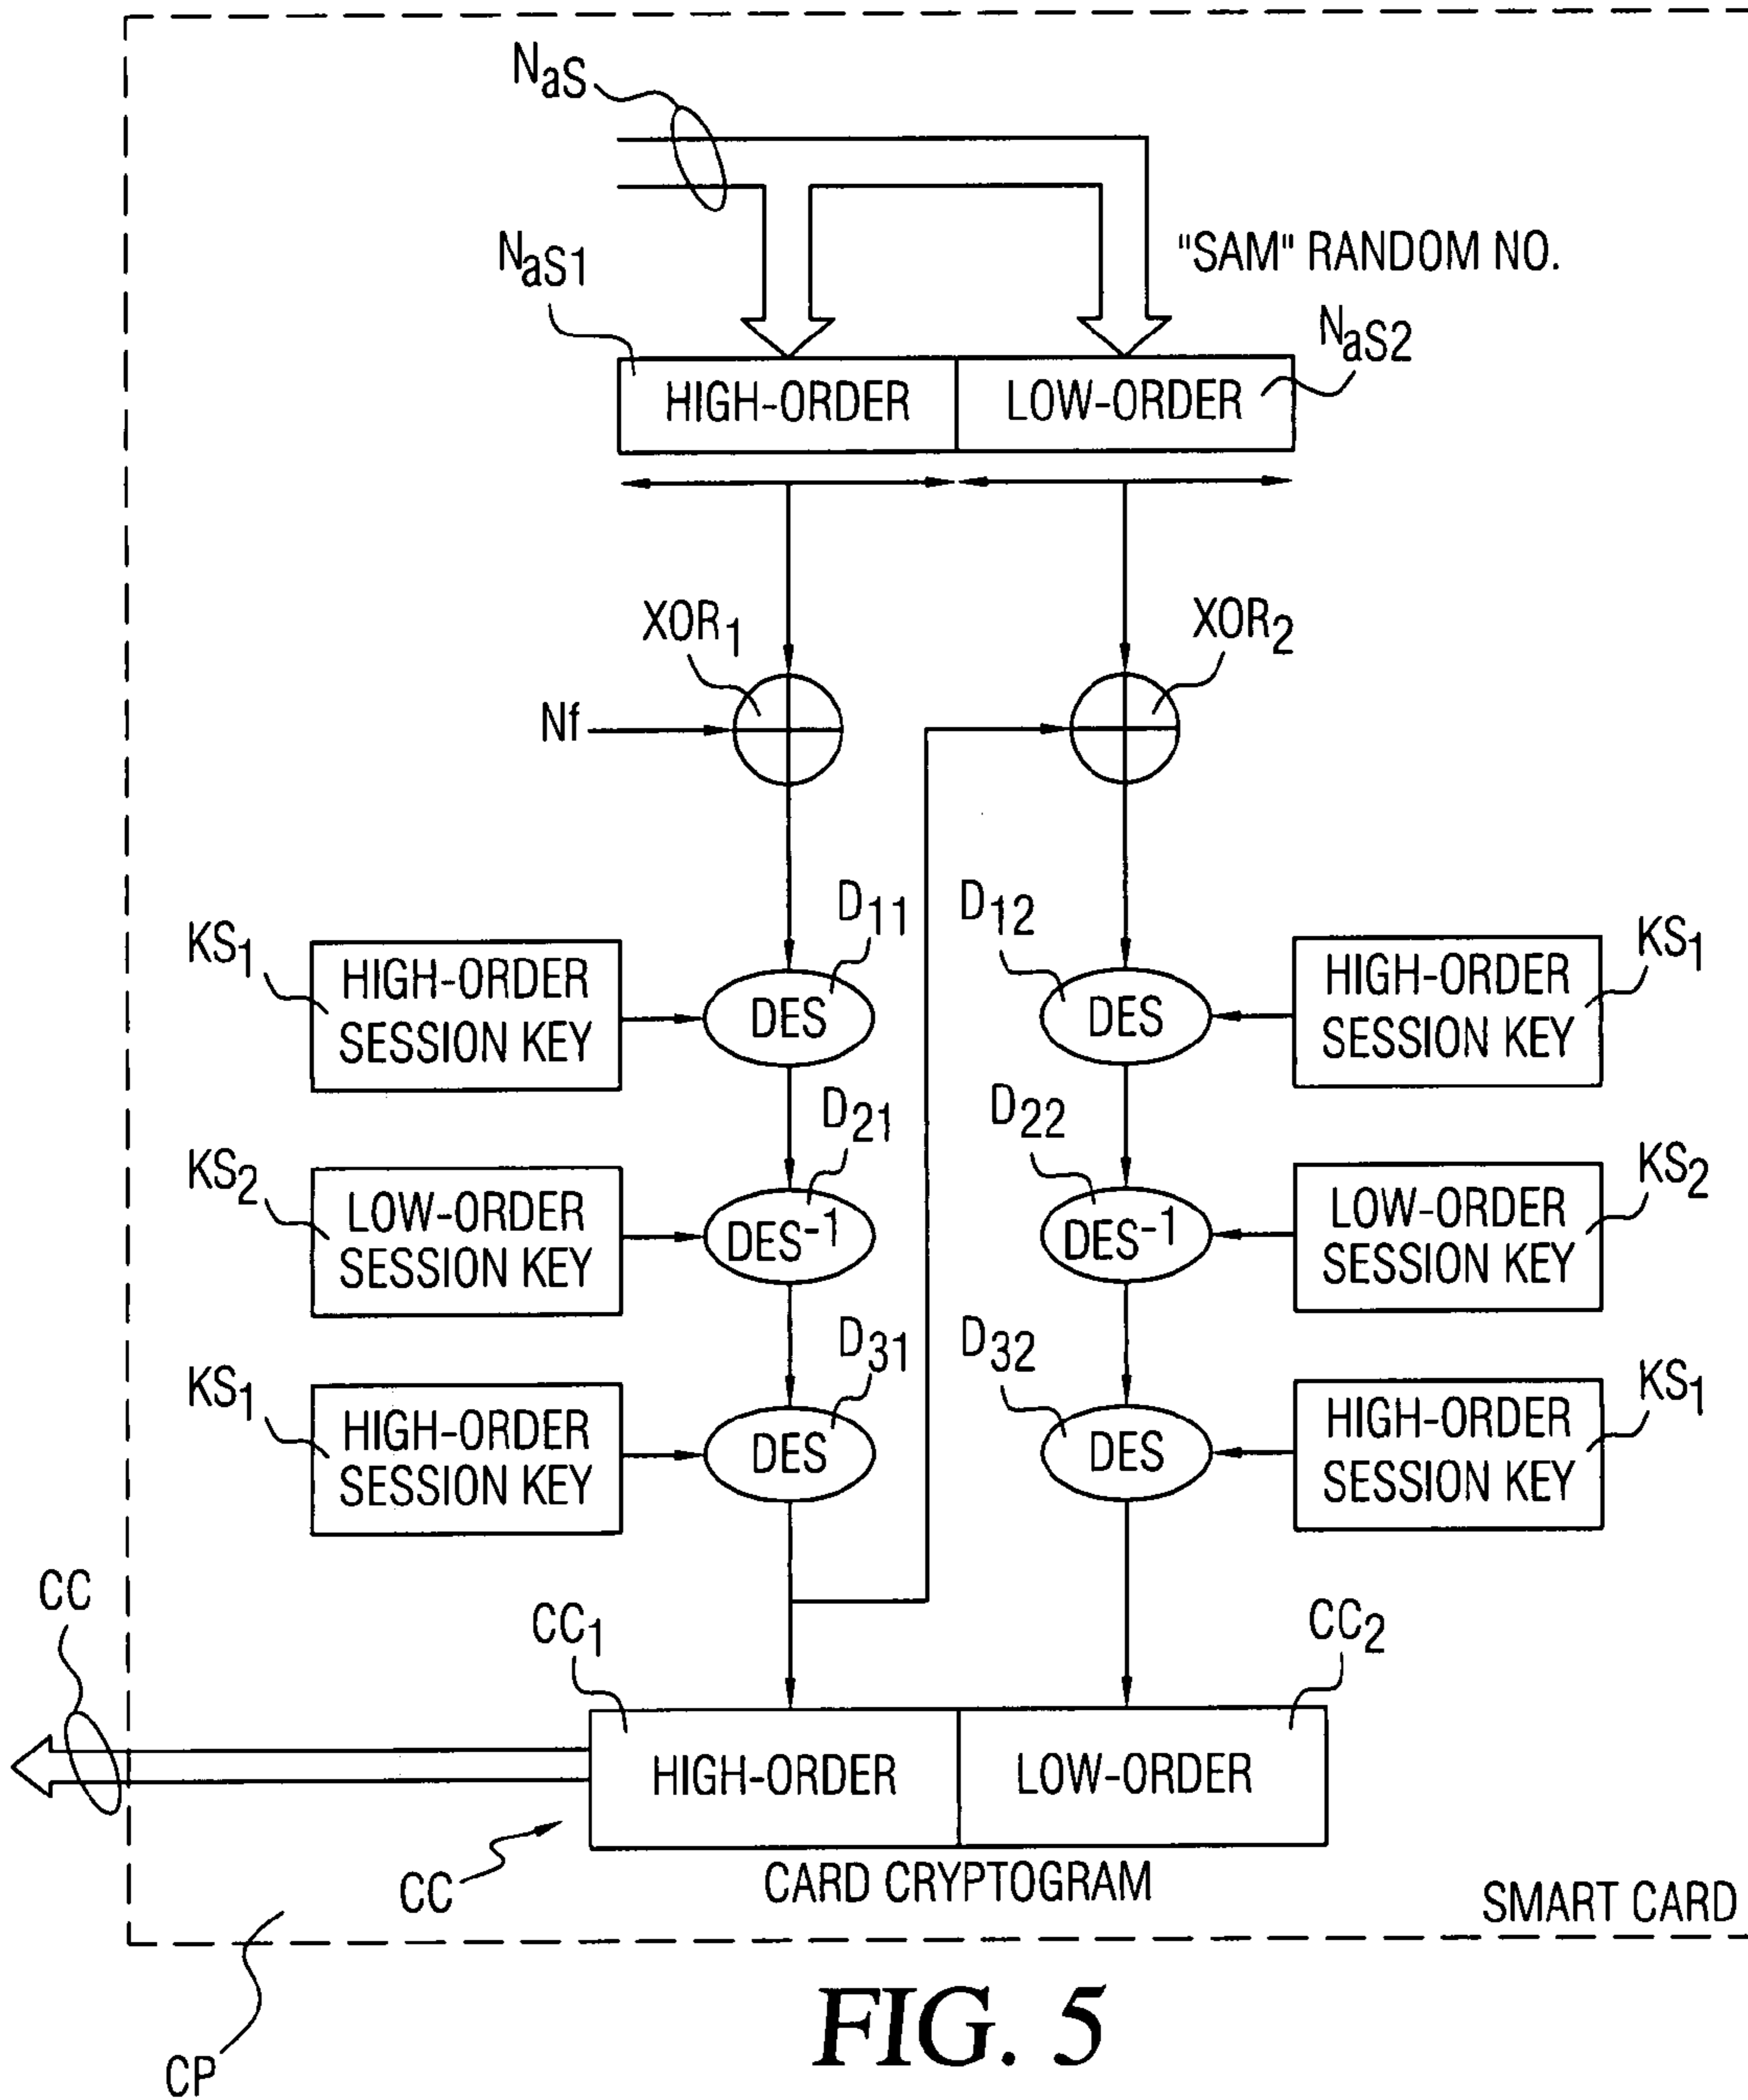 NaS
"SAM" RANDOM NO.
NaS1
NaS2
HIGH-ORDER
LOW-ORDER
XOR1
XOR2
Nf
D11
D12
KS1
HIGH-ORDER
SESSION KEY
DES
DES
HIGH-ORDER
SESSION KEY
KS1
D21
D22
KS2
LOW-ORDER
SESSION KEY
DES-1
DES-1
LOW-ORDER
SESSION KEY
KS2
D31
D32
KS1
HIGH-ORDER
SESSION KEY
DES
DES
HIGH-ORDER
SESSION KEY
KS1
CC
CC1
CC2
HIGH-ORDER
LOW-ORDER
CC
CARD CRYPTOGRAM
SMART CARD
CP
FIG. 5